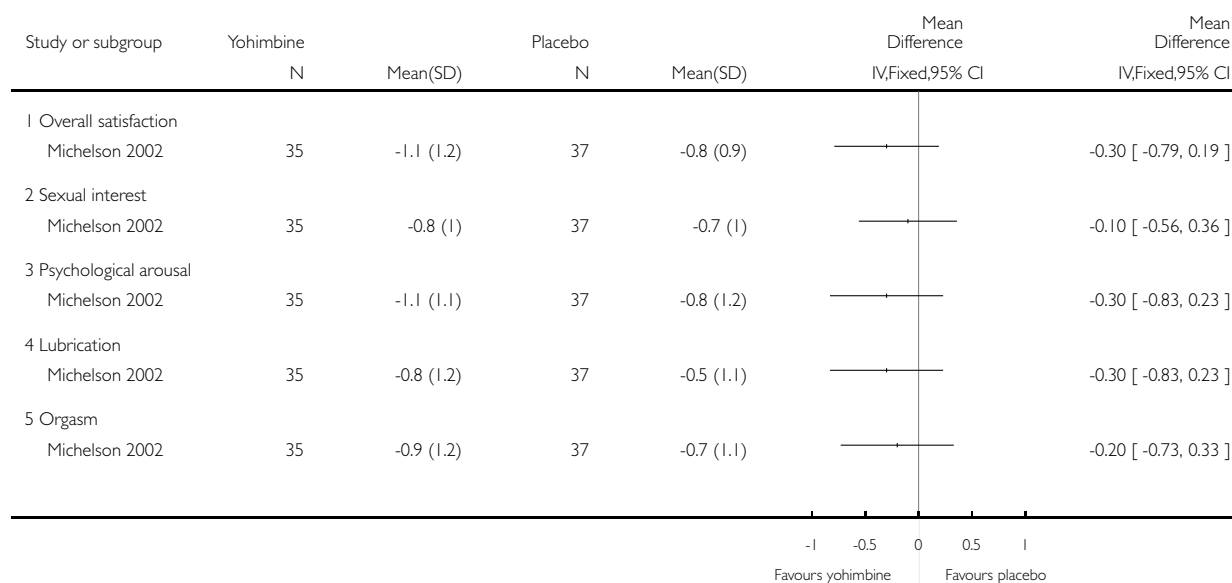 Study or subgroup Yohimbine Placebo Mean Difference Mean Difference
N Mean(SD) N Mean(SD) IV,Fixed,95% CI IV,Fixed,95% CI
1 Overall satisfaction
Michelson 2002 35 -1.1 (1.2) 37 -0.8 (0.9) -0.30 [ -0.79, 0.19 ]
2 Sexual interest
Michelson 2002 35 -0.8 (1) 37 -0.7 (1) -0.10 [ -0.56, 0.36 ]
3 Psychological arousal
Michelson 2002 35 -1.1 (1.1) 37 -0.8 (1.2) -0.30 [ -0.83, 0.23 ]
4 Lubrication
Michelson 2002 35 -0.8 (1.2) 37 -0.5 (1.1) -0.30 [ -0.83, 0.23 ]
5 Orgasm
Michelson 2002 35 -0.9 (1.2) 37 -0.7 (1.1) -0.20 [ -0.73, 0.33 ]
-1 -0.5 0 0.5 1
Favours yohimbine Favours placebo